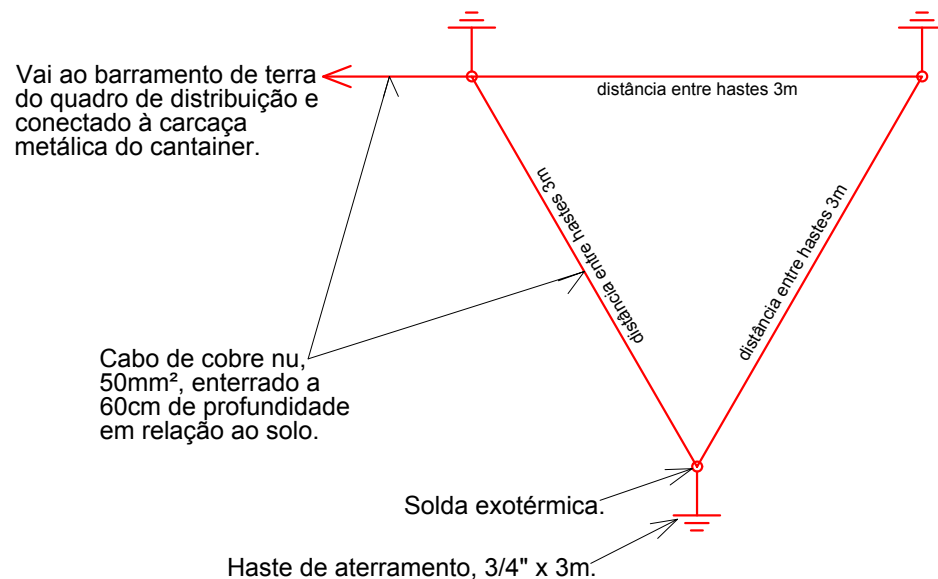 Vai ao barramento de terra
do quadro de distribuição e
conectado à carcaça
metálica do cantainer.
distância entre hastes 3m
distância entre hastes 3m
distância entre hastes 3m
Cabo de cobre nu,
50mm², enterrado a
60cm de profundidade
em relação ao solo.
Solda exotérmica.
Haste de aterramento, 3/4" x 3m.